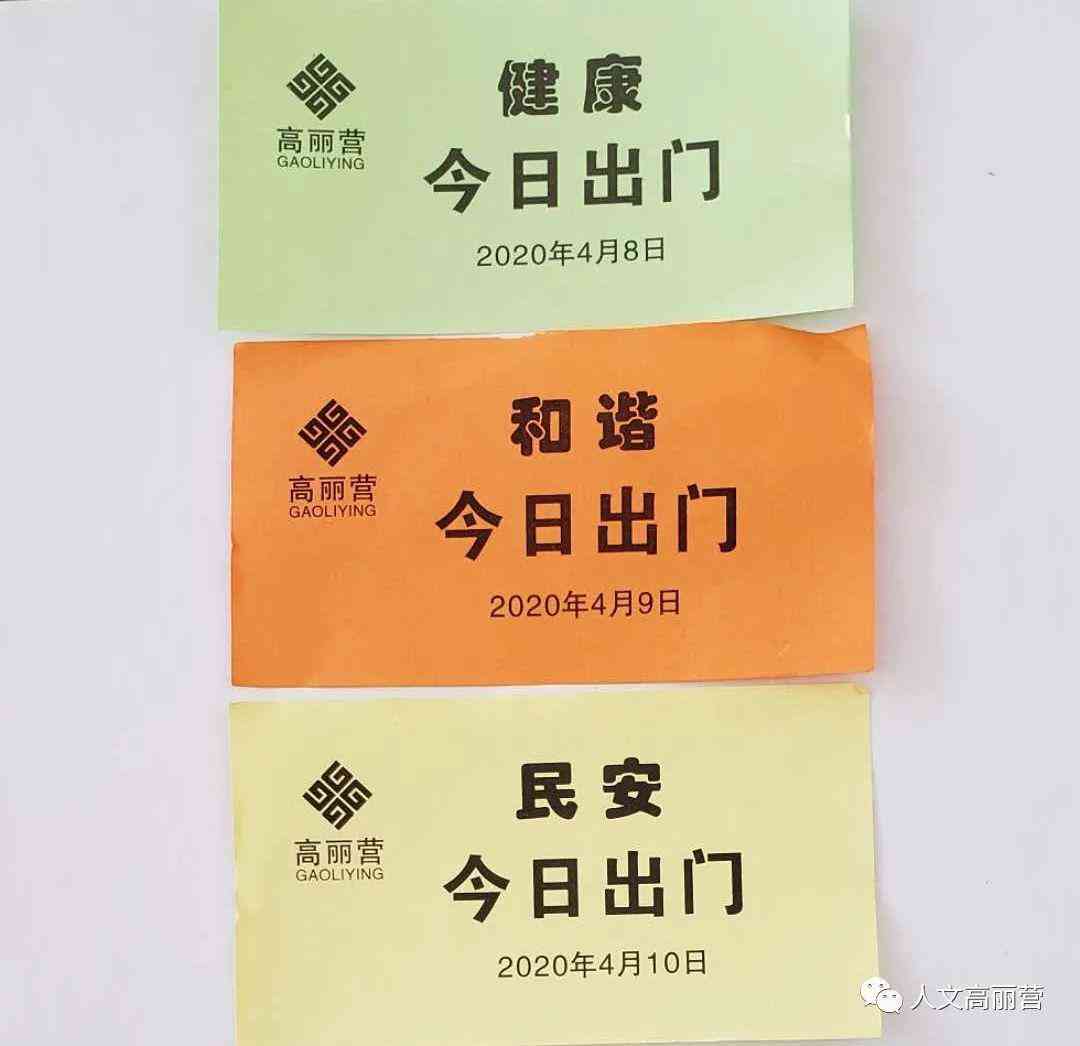 健康
高丽营
GAOLIYING
今日出门
2020年4月8日
和谐
高丽营
GAOLIYING
今日出门
2020年4月9日
民安
高丽营
GAOLIYING
今日出门
2020年4月10日
人文高丽营